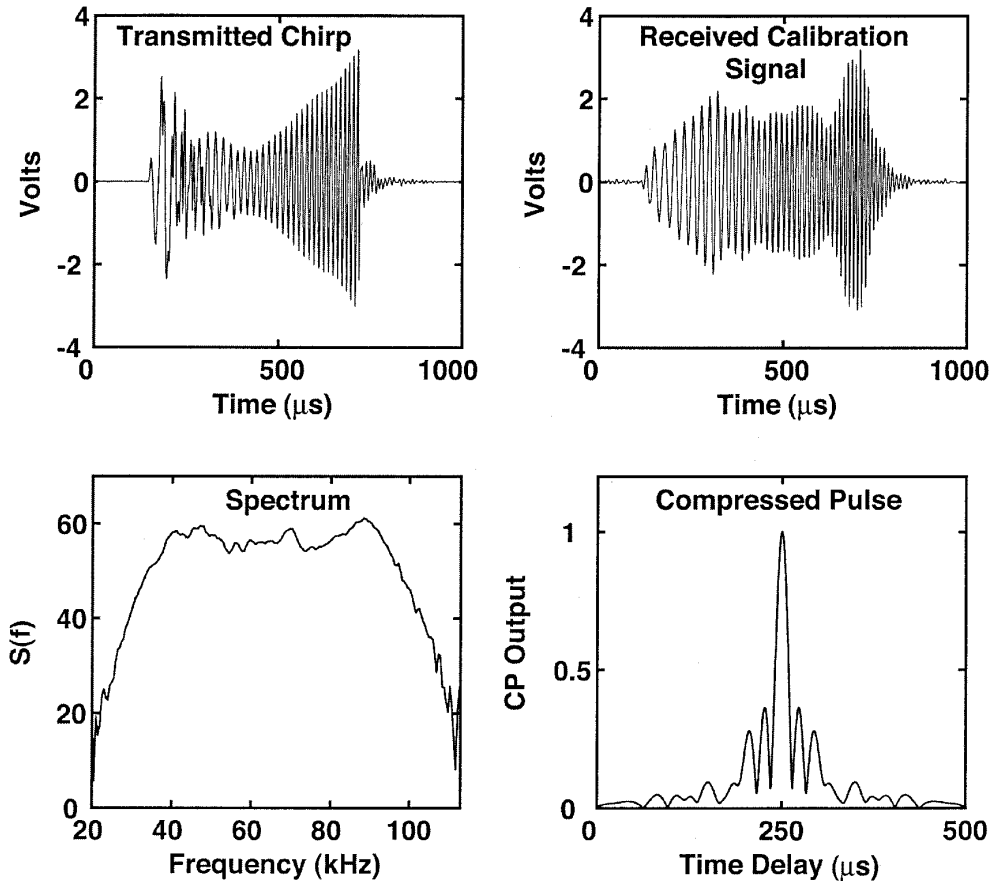 Transmitted Chirp
4
2
0
-2
-4
Volts
0
500
1000
Time (μs)
Received Calibration
Signal
4
2
0
-2
-4
Volts
0
500
1000
Time (μs)
Spectrum
60
40
20
0
S(f)
20
40
60
80
100
Frequency (kHz)
Compressed Pulse
1
0.5
0
CP Output
0
250
500
Time Delay (μs)